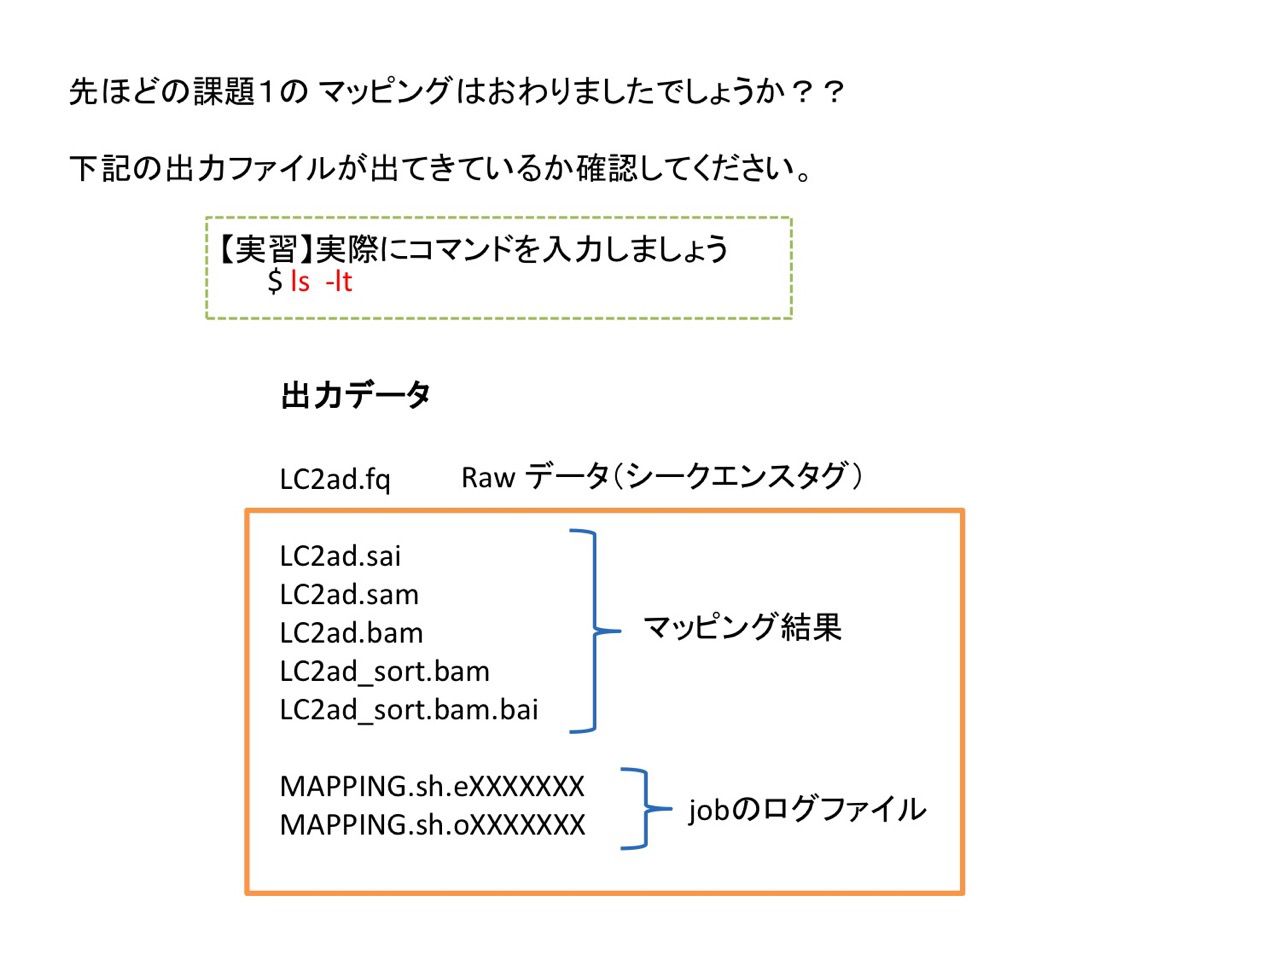 先ほどの課題１の マッピングはおわりましたでしょうか？？
下記の出力ファイルが出てきているか確認してください。
【実習】実際にコマンドを入力しましょう
$ ls -lt
出力データ
LC2ad.fq Raw データ（シークエンスタグ）
LC2ad.sai
LC2ad.sam
LC2ad.bam
LC2ad_sort.bam
LC2ad_sort.bam.bai
マッピング結果
MAPPING.sh.eXXXXXXX
MAPPING.sh.oXXXXXXX
jobのログファイル